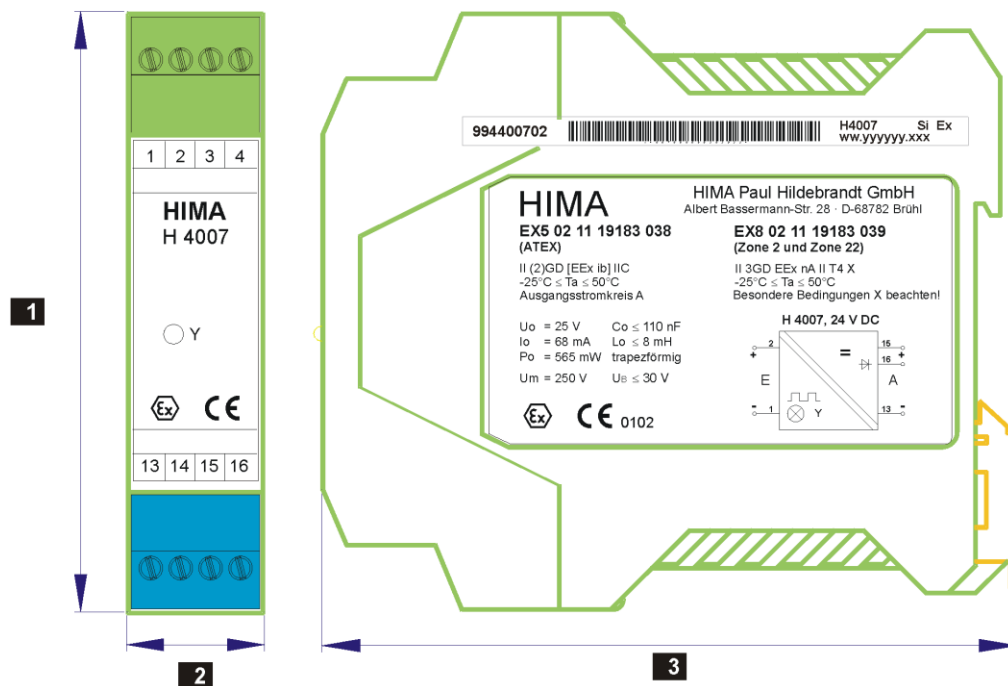 1 2 3 4
HIMA
H 4007
Y
Ex CE
13 14 15 16
1
2
3
994400702
H4007 Si Ex
ww.yyyyyy.xxx
HIMA
HIMA Paul Hildebrandt GmbH
Albert Bassermann-Str. 28 · D-68782 Brühl
EX5 02 11 19183 038
(ATEX)
II (2)GD [EEx ib] IIC
-25°C ≤ Ta ≤ 50°C
Ausgangsstromkreis A
Uo = 25 V Co ≤ 110 nF
Io = 68 mA Lo ≤ 8 mH
Po = 565 mW trapezförmig
Um = 250 V UB ≤ 30 V
Ex CE 0102
EX8 02 11 19183 039
(Zone 2 und Zone 22)
II 3GD EEx nA II T4 X
-25°C ≤ Ta ≤ 50°C
Besondere Bedingungen X beachten!
H 4007, 24 V DC
2 = 15
+ 16 +
E A
- 1 Y 13 -